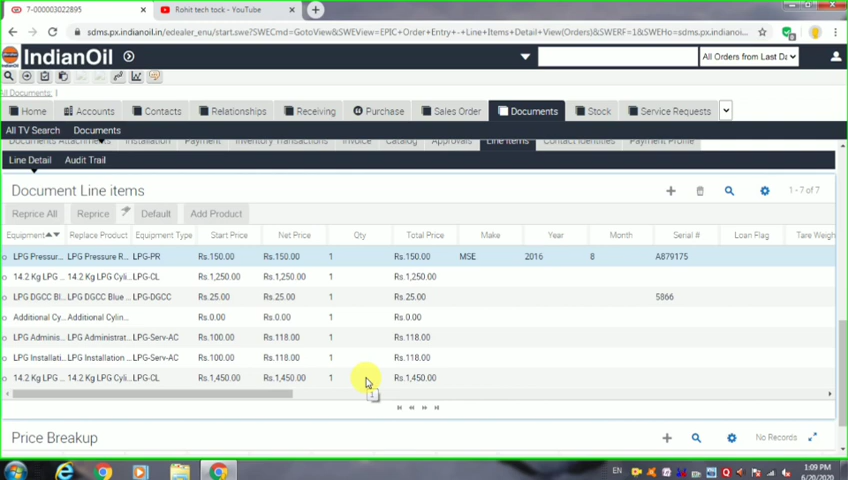 7-000003022895
Rohit tech tock - YouTube
sdms.px.indianoil.in/edealer_enu/start.swe?SWECmd=GotoView&SWEView=EPIC+Order+Entry+-+Line+Items+Detail+View(Orders)&SWERF=1&SWEHo=sdms.px.indianoil.in
IndianOil
All Orders from Last Da
All Documents:
Home Accounts Contacts Relationships Receiving Purchase Sales Order Documents Stock Service Requests
All TV Search Documents
Documents Attachments Installation Payment Inventory Transactions Invoice Catalog Approvals Line Items Contact Identities Payment Profile
Line Detail Audit Trail
Document Line items 1 - 7 of 7
Reprice All Reprice Default Add Product
Equipment Replace Product Equipment Type Start Price Net Price Qty Total Price Make Year Month Serial # Loan Flag Tare Weigh
LPG Pressur... LPG Pressure R... LPG-PR Rs.150.00 Rs.150.00 1 Rs.150.00 MSE 2016 8 A879175
14.2 Kg LPG ... 14.2 Kg LPG Cyli... LPG-CL Rs.1,250.00 Rs.1,250.00 1 Rs.1,250.00
LPG DGCC Bl... LPG DGCC Blue ... LPG-DGCC Rs.25.00 Rs.25.00 1 Rs.25.00 5866
Additional Cy... Additional Cylin... Rs.0.00 Rs.0.00 1 Rs.0.00
LPG Adminis... LPG Administrat... LPG-Serv-AC Rs.100.00 Rs.118.00 1 Rs.118.00
LPG Installati... LPG Installation ... LPG-Serv-AC Rs.100.00 Rs.118.00 1 Rs.118.00
14.2 Kg LPG ... 14.2 Kg LPG Cyli... LPG-CL Rs.1,450.00 Rs.1,450.00 1 Rs.1,450.00
1
Price Breakup No Records
EN 1:09 PM
6/20/2020